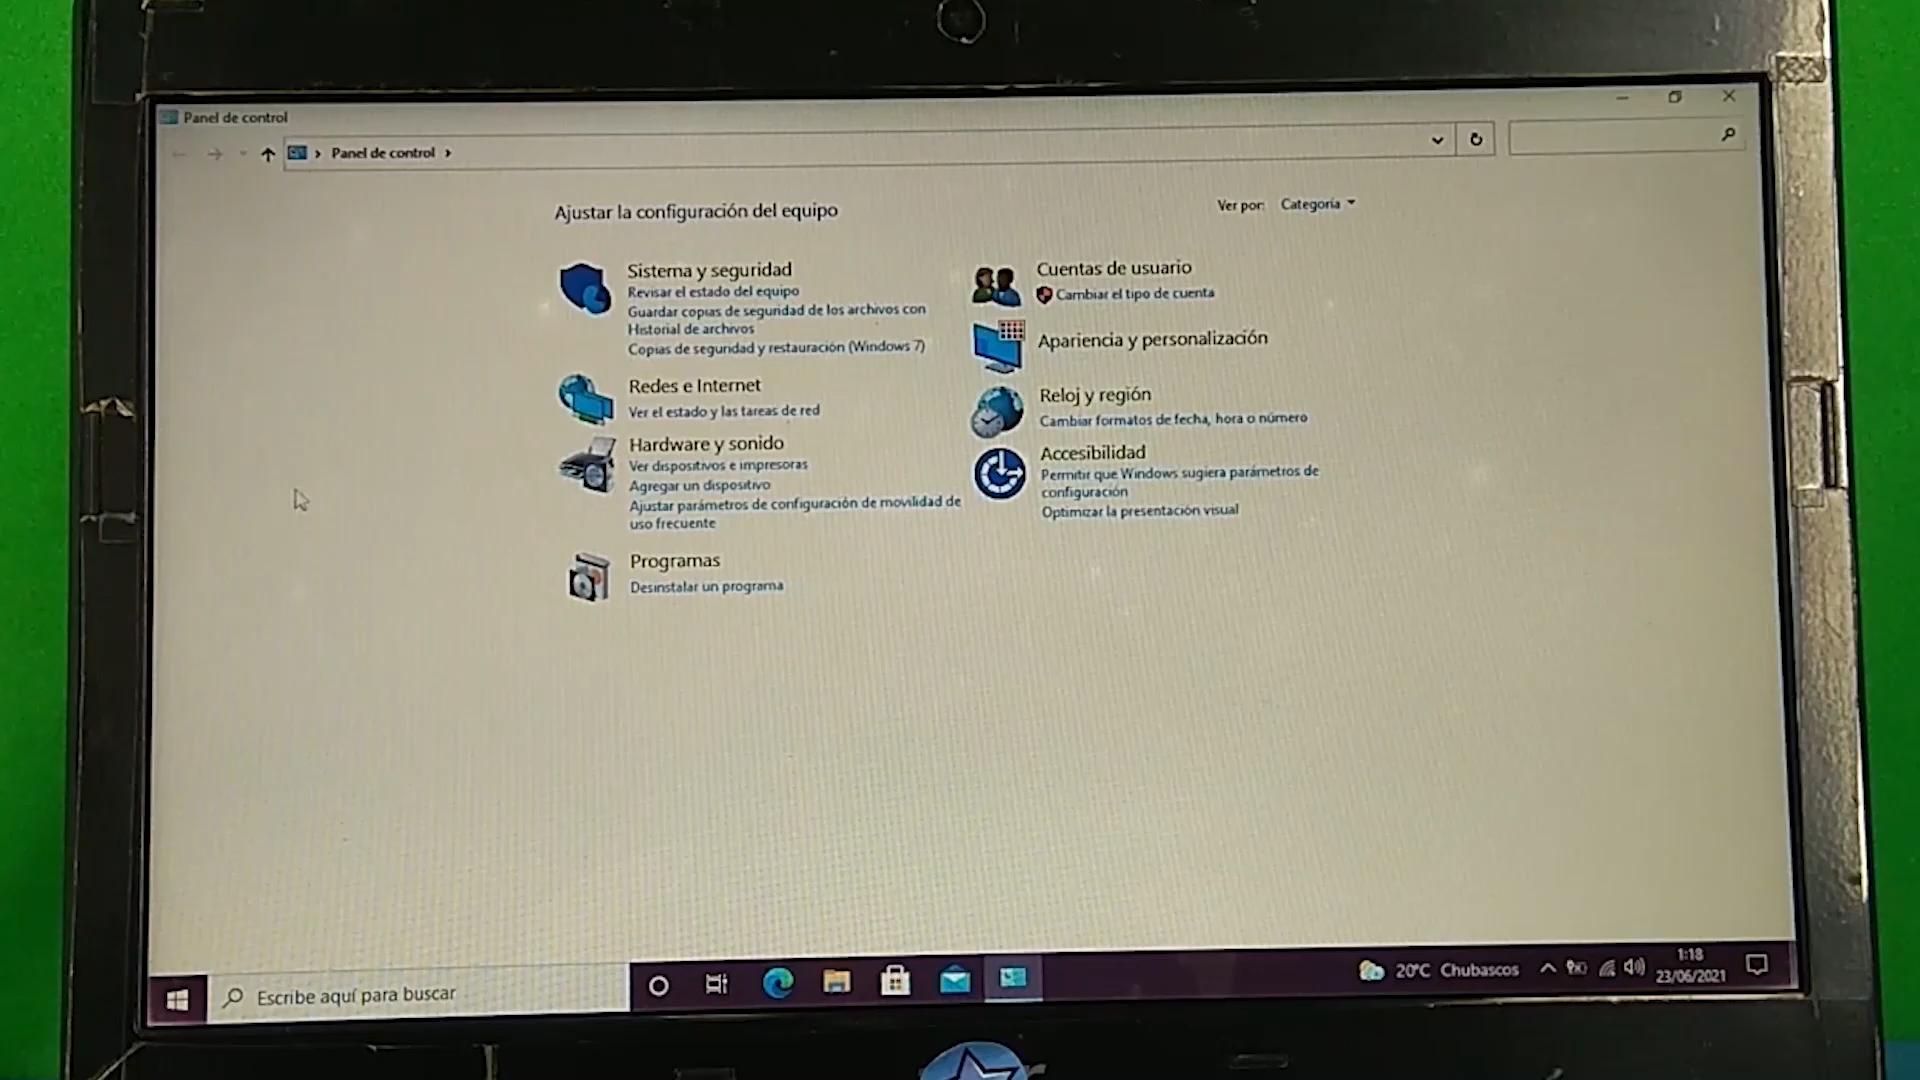 Panel de control
Panel de control
Ajustar la configuración del equipo
Ver por: Categoría
Sistema y seguridad
Revisar el estado del equipo
Guardar copias de seguridad de los archivos con
Historial de archivos
Copias de seguridad y restauración (Windows 7)
Redes e Internet
Ver el estado y las tareas de red
Hardware y sonido
Ver dispositivos e impresoras
Agregar un dispositivo
Ajustar parámetros de configuración de movilidad de
uso frecuente
Programas
Desinstalar un programa
Cuentas de usuario
Cambiar el tipo de cuenta
Apariencia y personalización
Reloj y región
Cambiar formatos de fecha, hora o número
Accesibilidad
Permitir que Windows sugiera parámetros de
configuración
Optimizar la presentación visual
Escribe aquí para buscar
20°C Chubascos
1:18
23/06/2021